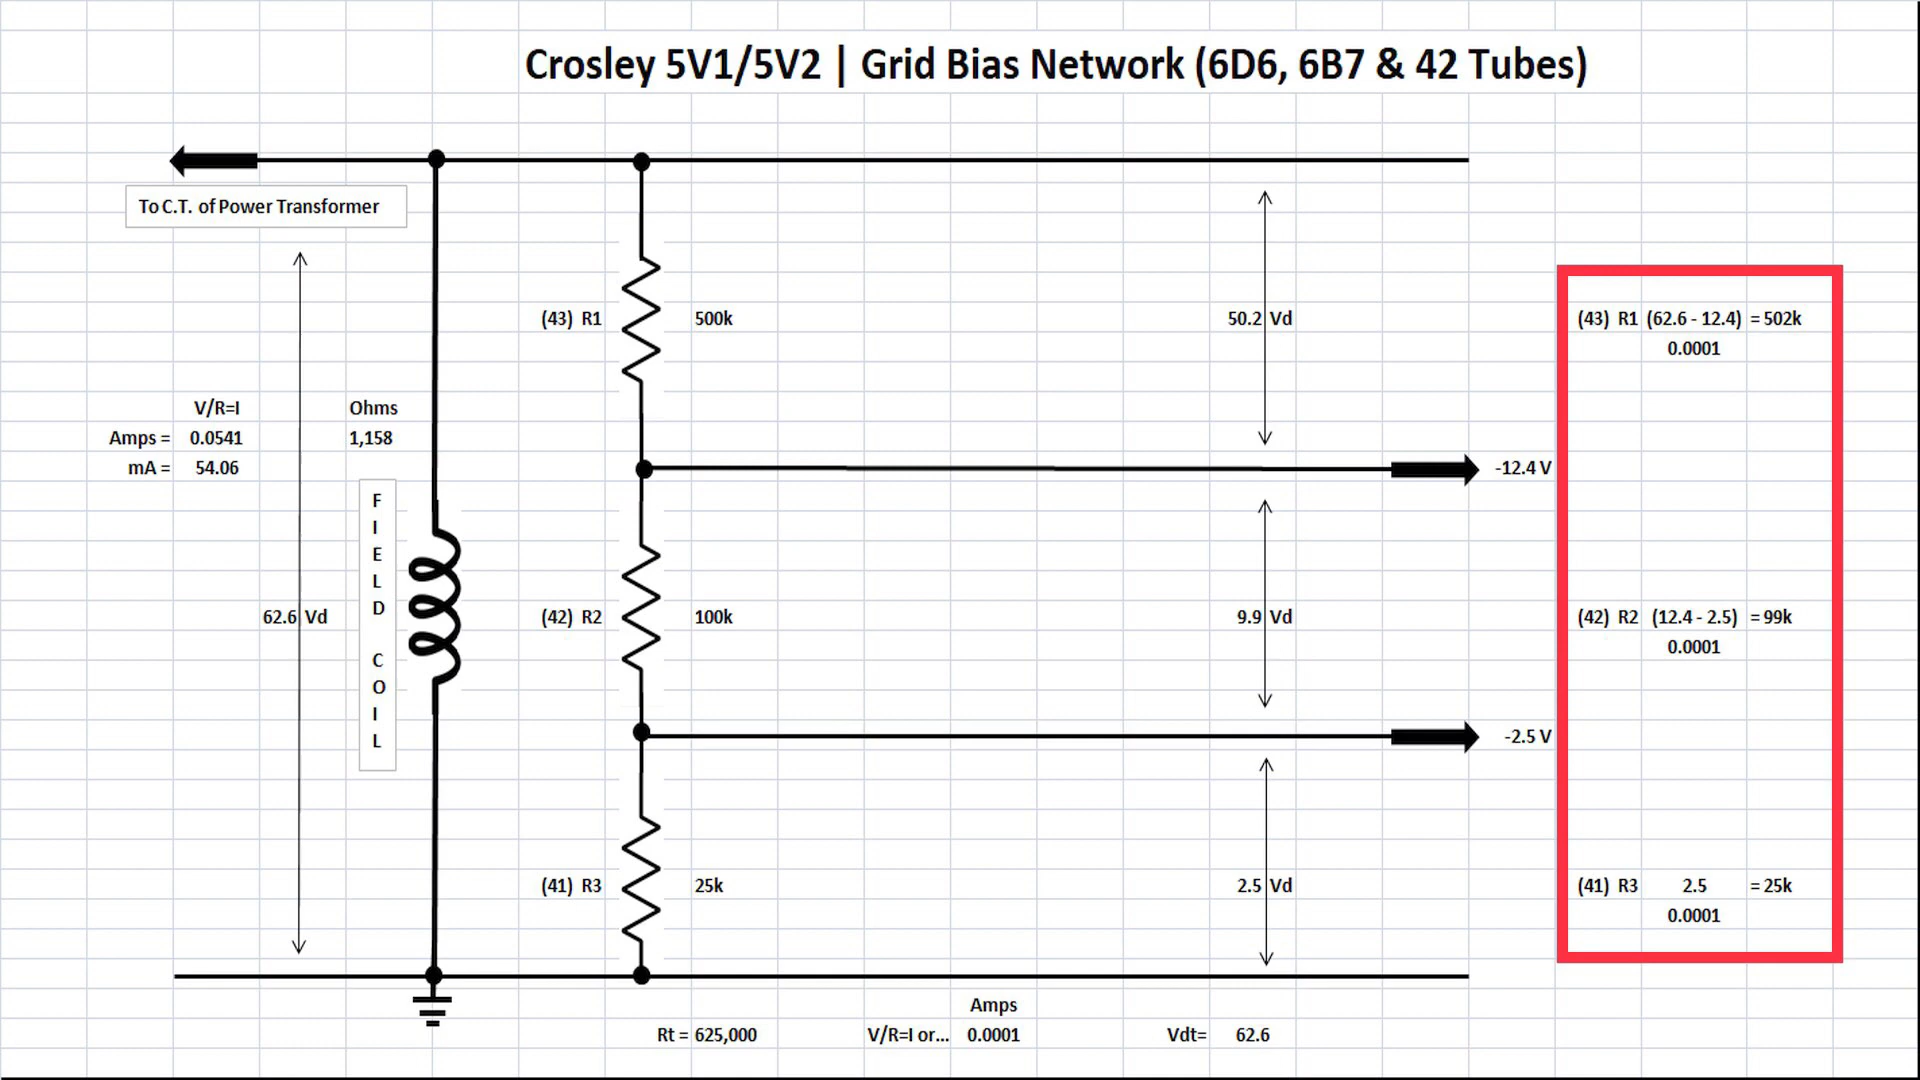 Crosley 5V1/5V2 | Grid Bias Network (6D6, 6B7 & 42 Tubes)
To C.T. of Power Transformer
(43) R1 500k 50.2 Vd (43) R1 (62.6 - 12.4) = 502k
0.0001
V/R=I Ohms
Amps = 0.0541 1,158
mA = 54.06 -12.4 V
FIELD COIL
62.6 Vd (42) R2 100k 9.9 Vd (42) R2 (12.4 - 2.5) = 99k
0.0001
-2.5 V
(41) R3 25k 2.5 Vd (41) R3 2.5 = 25k
0.0001
Amps
Rt = 625,000 V/R=I or... 0.0001 Vdt= 62.6